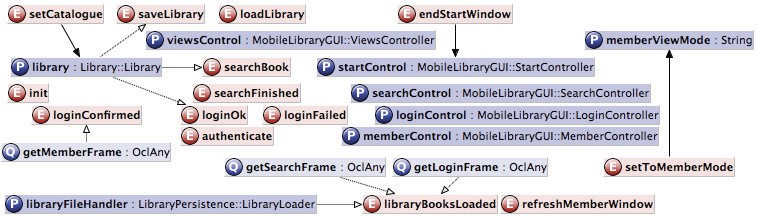 E setCatalogue
E saveLibrary
E loadLibrary
E endStartWindow
P viewsControl : MobileLibraryGUI::ViewsController
P memberViewMode : String
P library : Library::Library
E searchBook
P startControl : MobileLibraryGUI::StartController
E init
E searchFinished
P searchControl : MobileLibraryGUI::SearchController
E loginConfirmed
E loginOk
E loginFailed
P loginControl : MobileLibraryGUI::LoginController
E authenticate
P memberControl : MobileLibraryGUI::MemberController
Q getMemberFrame : OclAny
Q getSearchFrame : OclAny
Q getLoginFrame : OclAny
E setToMemberMode
P libraryFileHandler : LibraryPersistence::LibraryLoader
E libraryBooksLoaded
E refreshMemberWindow